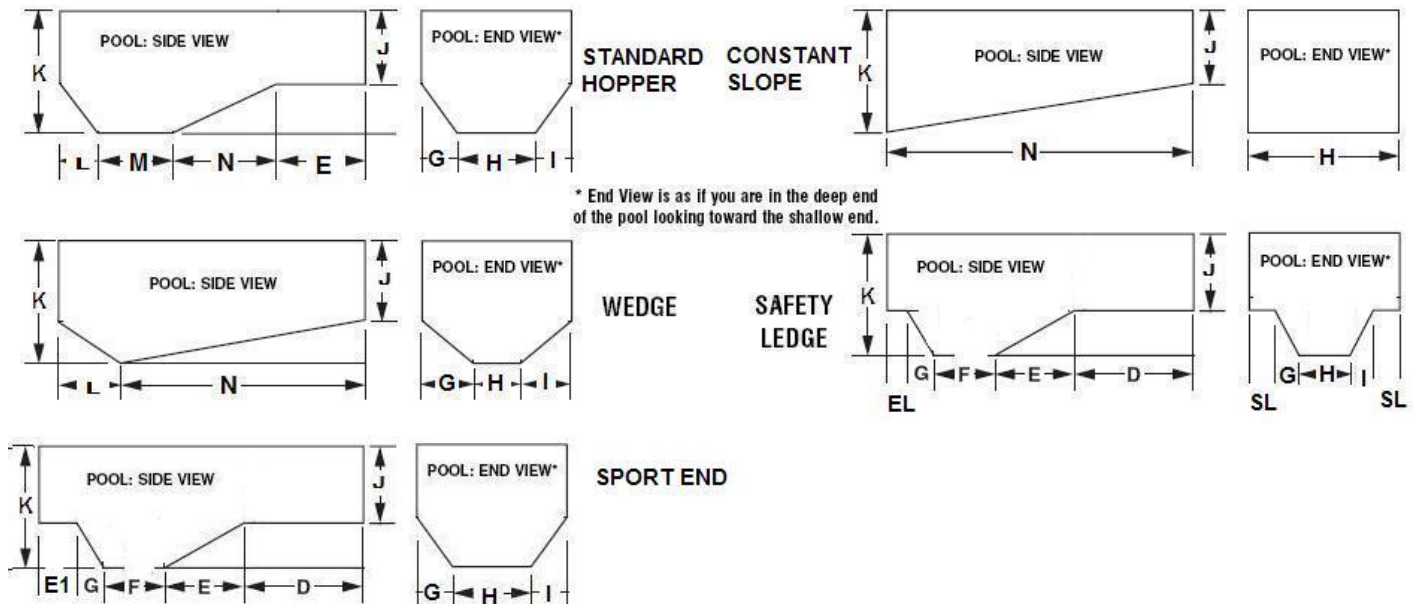 POOL: SIDE VIEW
K
J
L M N E
POOL: END VIEW*
G H I
STANDARD
HOPPER
CONSTANT
SLOPE
POOL: SIDE VIEW
K
J
N
POOL: END VIEW*
H
* End View is as if you are in the deep end
of the pool looking toward the shallow end.
POOL: SIDE VIEW
K
J
L N
POOL: END VIEW*
G H I
WEDGE
SAFETY
LEDGE
POOL: SIDE VIEW
K
J
G F E D
EL
POOL: END VIEW*
G H I
SL SL
POOL: SIDE VIEW
K
J
E1 G F E D
POOL: END VIEW*
G H I
SPORT END